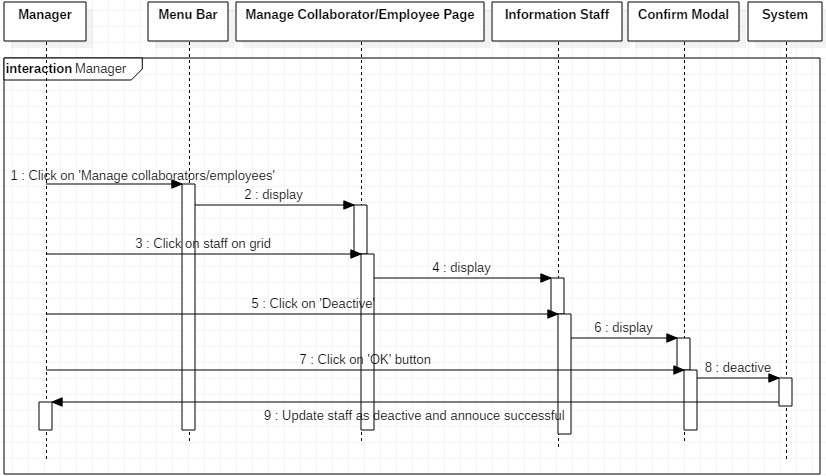 Manager
Menu Bar
Manage Collaborator/Employee Page
Information Staff
Confirm Modal
System
interaction Manager
1 : Click on 'Manage collaborators/employees'
2 : display
3 : Click on staff on grid
4 : display
5 : Click on 'Deactive'
6 : display
7 : Click on 'OK' button
8 : deactive
9 : Update staff as deactive and annouce successful